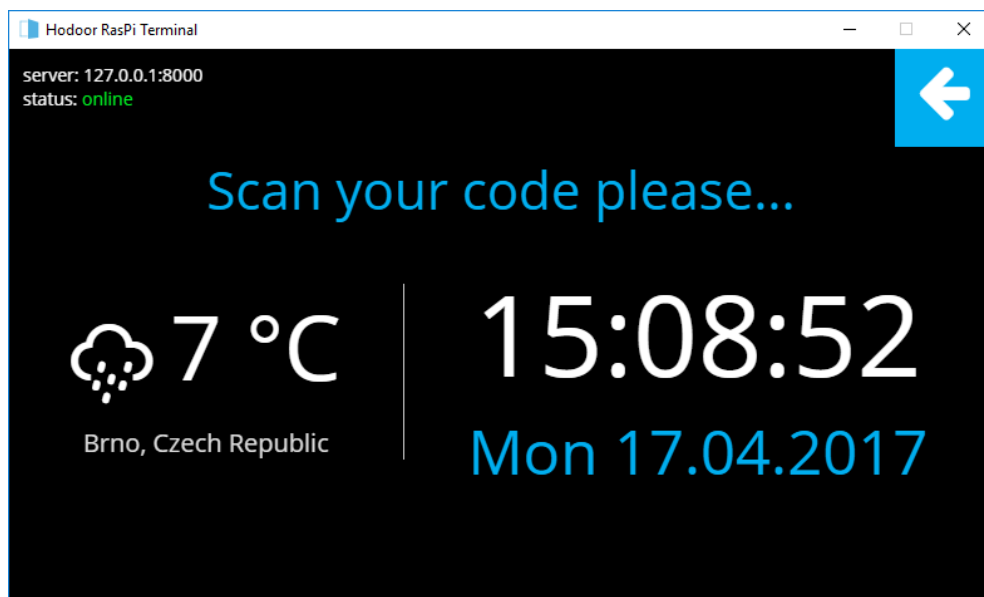 Hodoor RasPi Terminal
server: 127.0.0.1:8000
status: online
Scan your code please...
7 °C
Brno, Czech Republic
15:08:52
Mon 17.04.2017